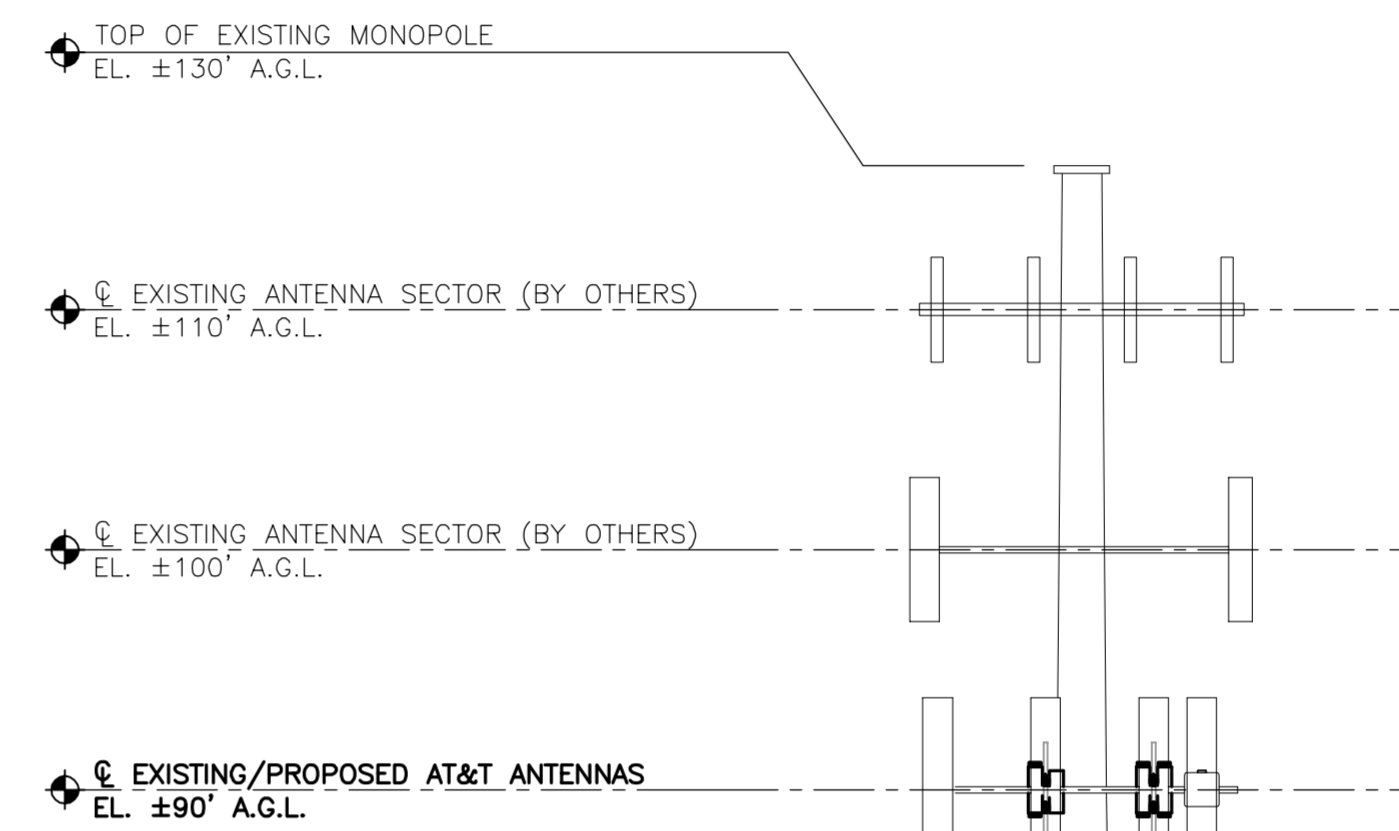 TOP OF EXISTING MONOPOLE
EL. ±130' A.G.L.
℄ EXISTING ANTENNA SECTOR (BY OTHERS)
EL. ±110' A.G.L.
℄ EXISTING ANTENNA SECTOR (BY OTHERS)
EL. ±100' A.G.L.
℄ EXISTING/PROPOSED AT&T ANTENNAS
EL. ±90' A.G.L.